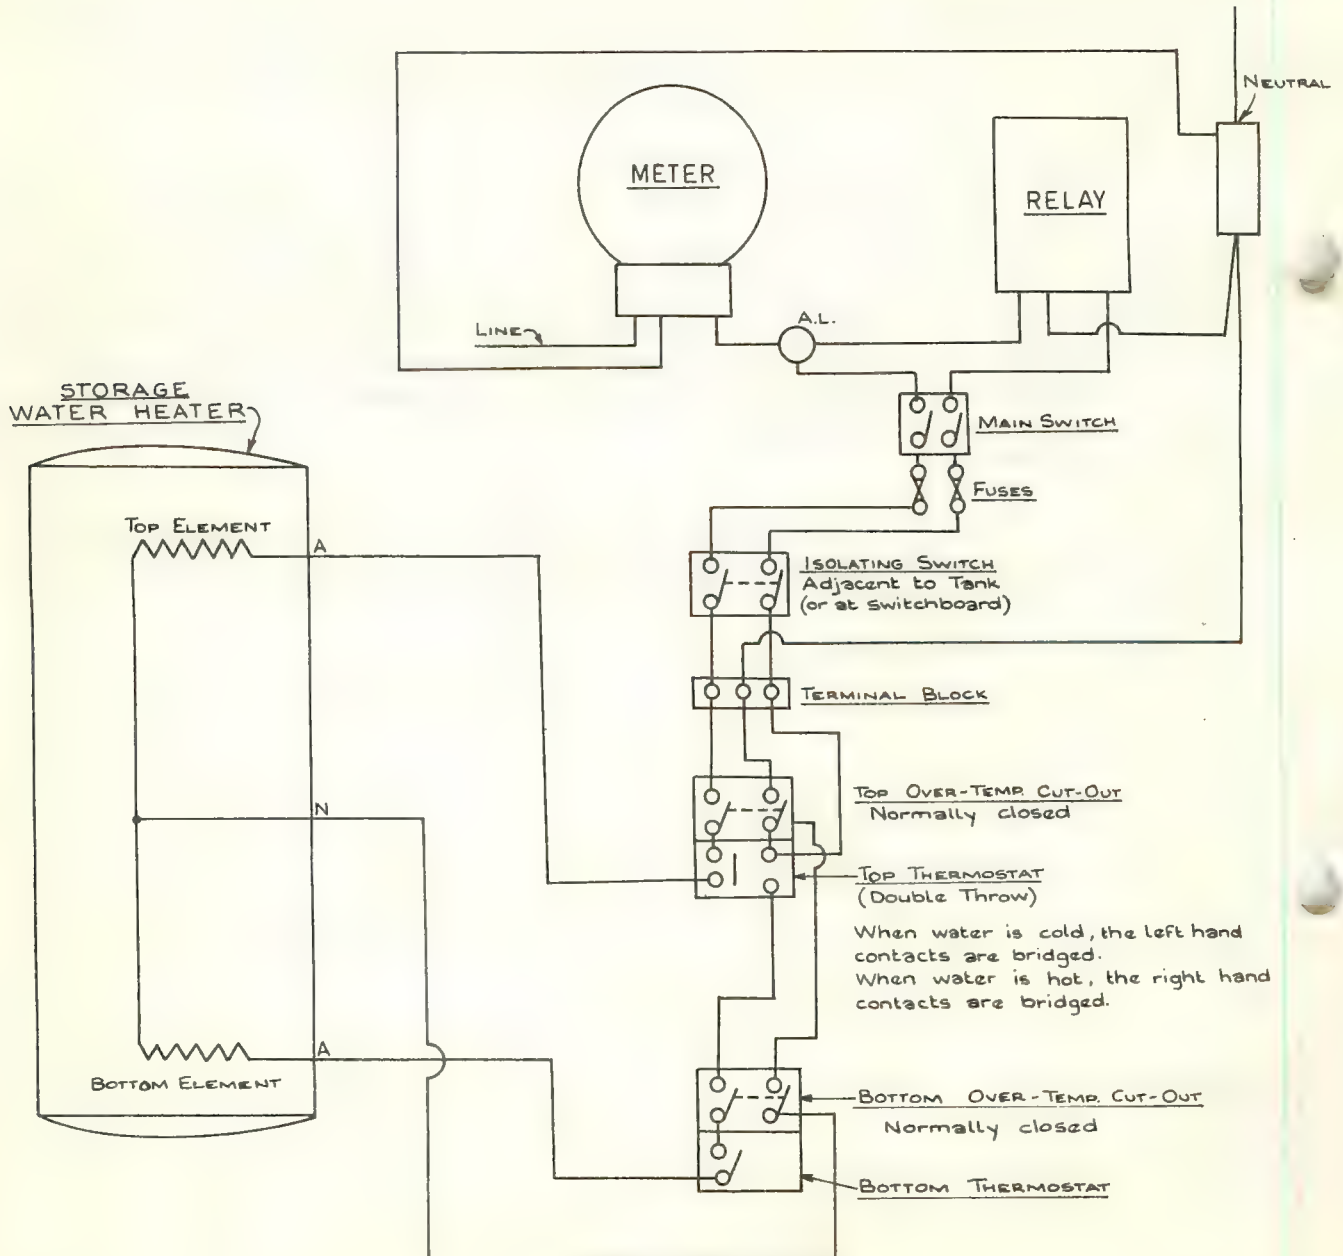 NEUTRAL
METER
RELAY
LINE
A.L.
STORAGE
WATER HEATER
MAIN SWITCH
FUSES
TOP ELEMENT
A
ISOLATING SWITCH
Adjacent to Tank
(or at switchboard)
TERMINAL BLOCK
TOP OVER-TEMP. CUT-OUT
Normally closed
N
TOP THERMOSTAT
(Double Throw)
When water is cold, the left hand
contacts are bridged.
When water is hot, the right hand
contacts are bridged.
A
BOTTOM ELEMENT
BOTTOM OVER-TEMP. CUT-OUT
Normally closed
BOTTOM THERMOSTAT